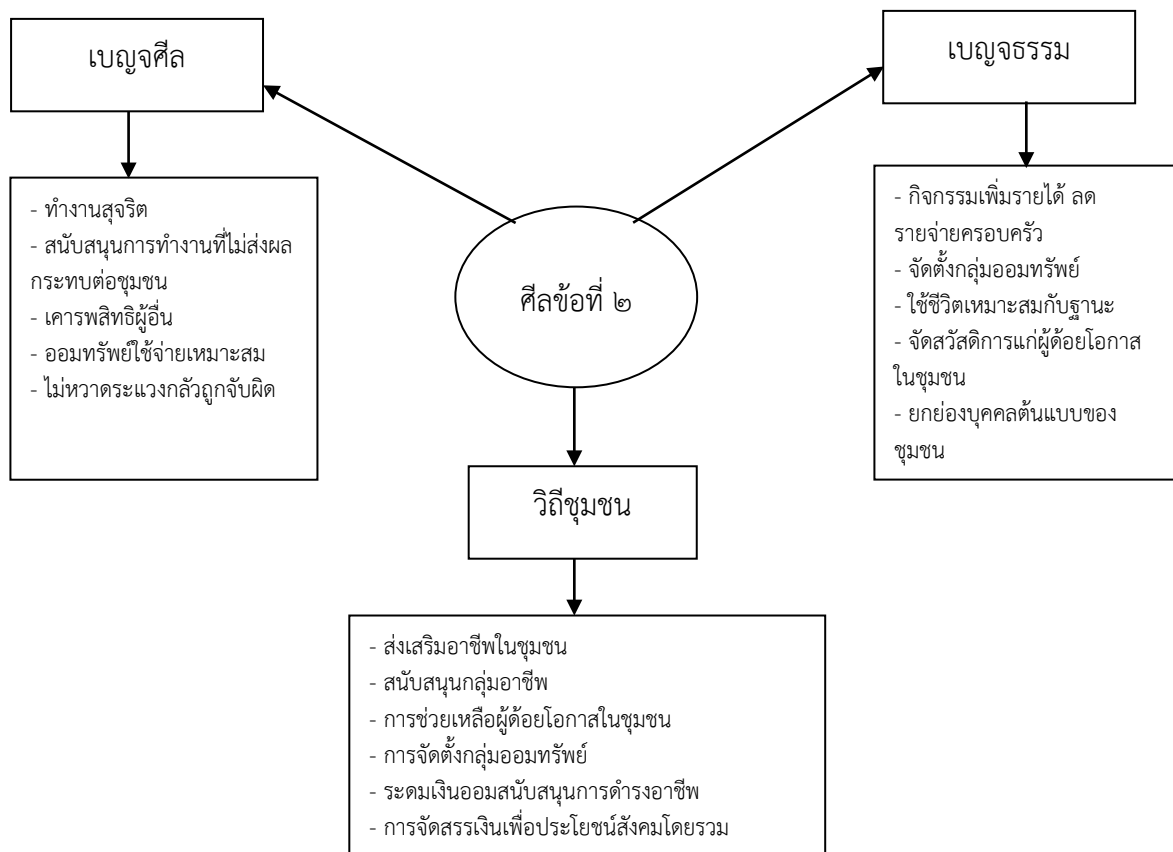 เบญจศีล
- ทำงานสุจริต
- สนับสนุนการทำงานที่ไม่ส่งผล
กระทบต่อชุมชน
- เคารพสิทธิผู้อื่น
- ออมทรัพย์ใช้จ่ายเหมาะสม
- ไม่หวาดระแวงกลัวถูกจับผิด
เบญจธรรม
- กิจกรรมเพิ่มรายได้ ลด
รายจ่ายครอบครัว
- จัดตั้งกลุ่มออมทรัพย์
- ใช้ชีวิตเหมาะสมกับฐานะ
- จัดสวัสดิการแก่ผู้ด้อยโอกาส
ในชุมชน
- ยกย่องบุคคลต้นแบบของ
ชุมชน
ศีลข้อที่ ๒
วิถีชุมชน
- ส่งเสริมอาชีพในชุมชน
- สนับสนุนกลุ่มอาชีพ
- การช่วยเหลือผู้ด้อยโอกาสในชุมชน
- การจัดตั้งกลุ่มออมทรัพย์
- ระดมเงินออมสนับสนุนการดำรงอาชีพ
- การจัดสรรเงินเพื่อประโยชน์สังคมโดยรวม